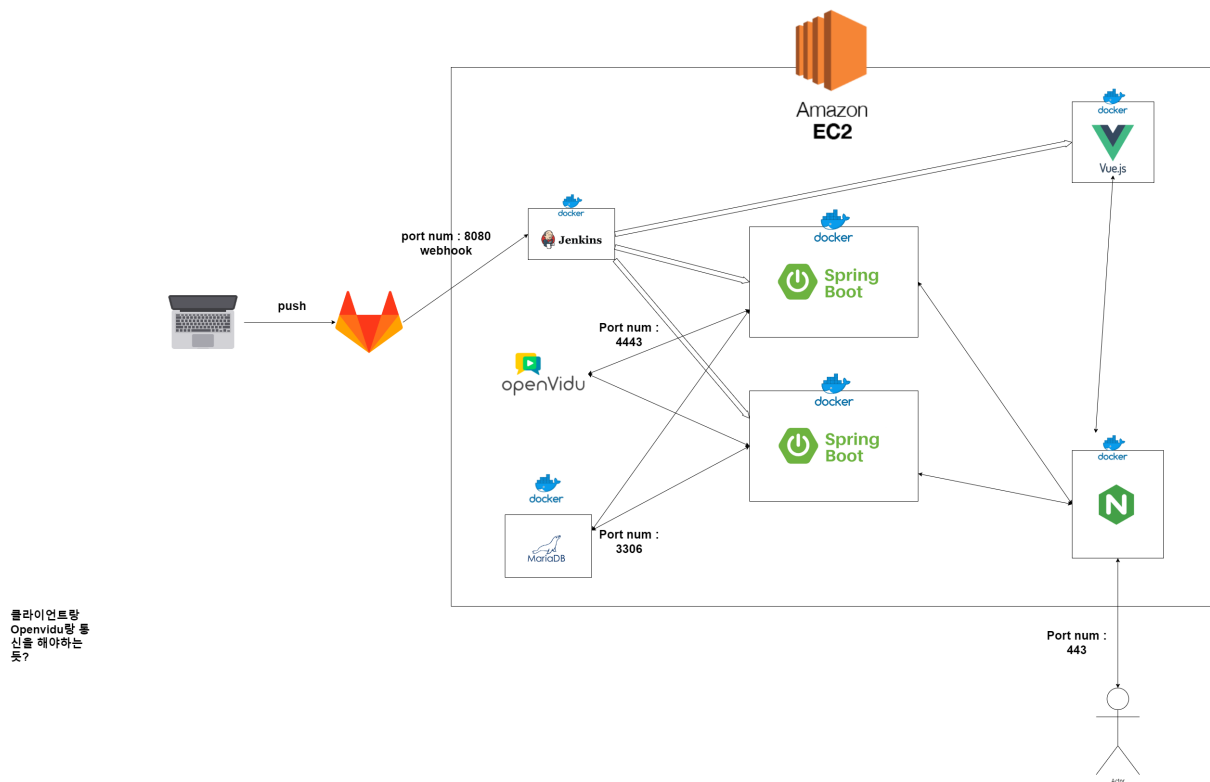 Amazon
EC2
docker
Vue.js
docker
Jenkins
port num : 8080
webhook
docker
Spring
Boot
push
Port num :
4443
openVidu
docker
Spring
Boot
docker
MariaDB
Port num :
3306
docker
N
클라이언트랑
Openvidu랑 통
신을 해야하는
듯?
Port num :
443
Actor